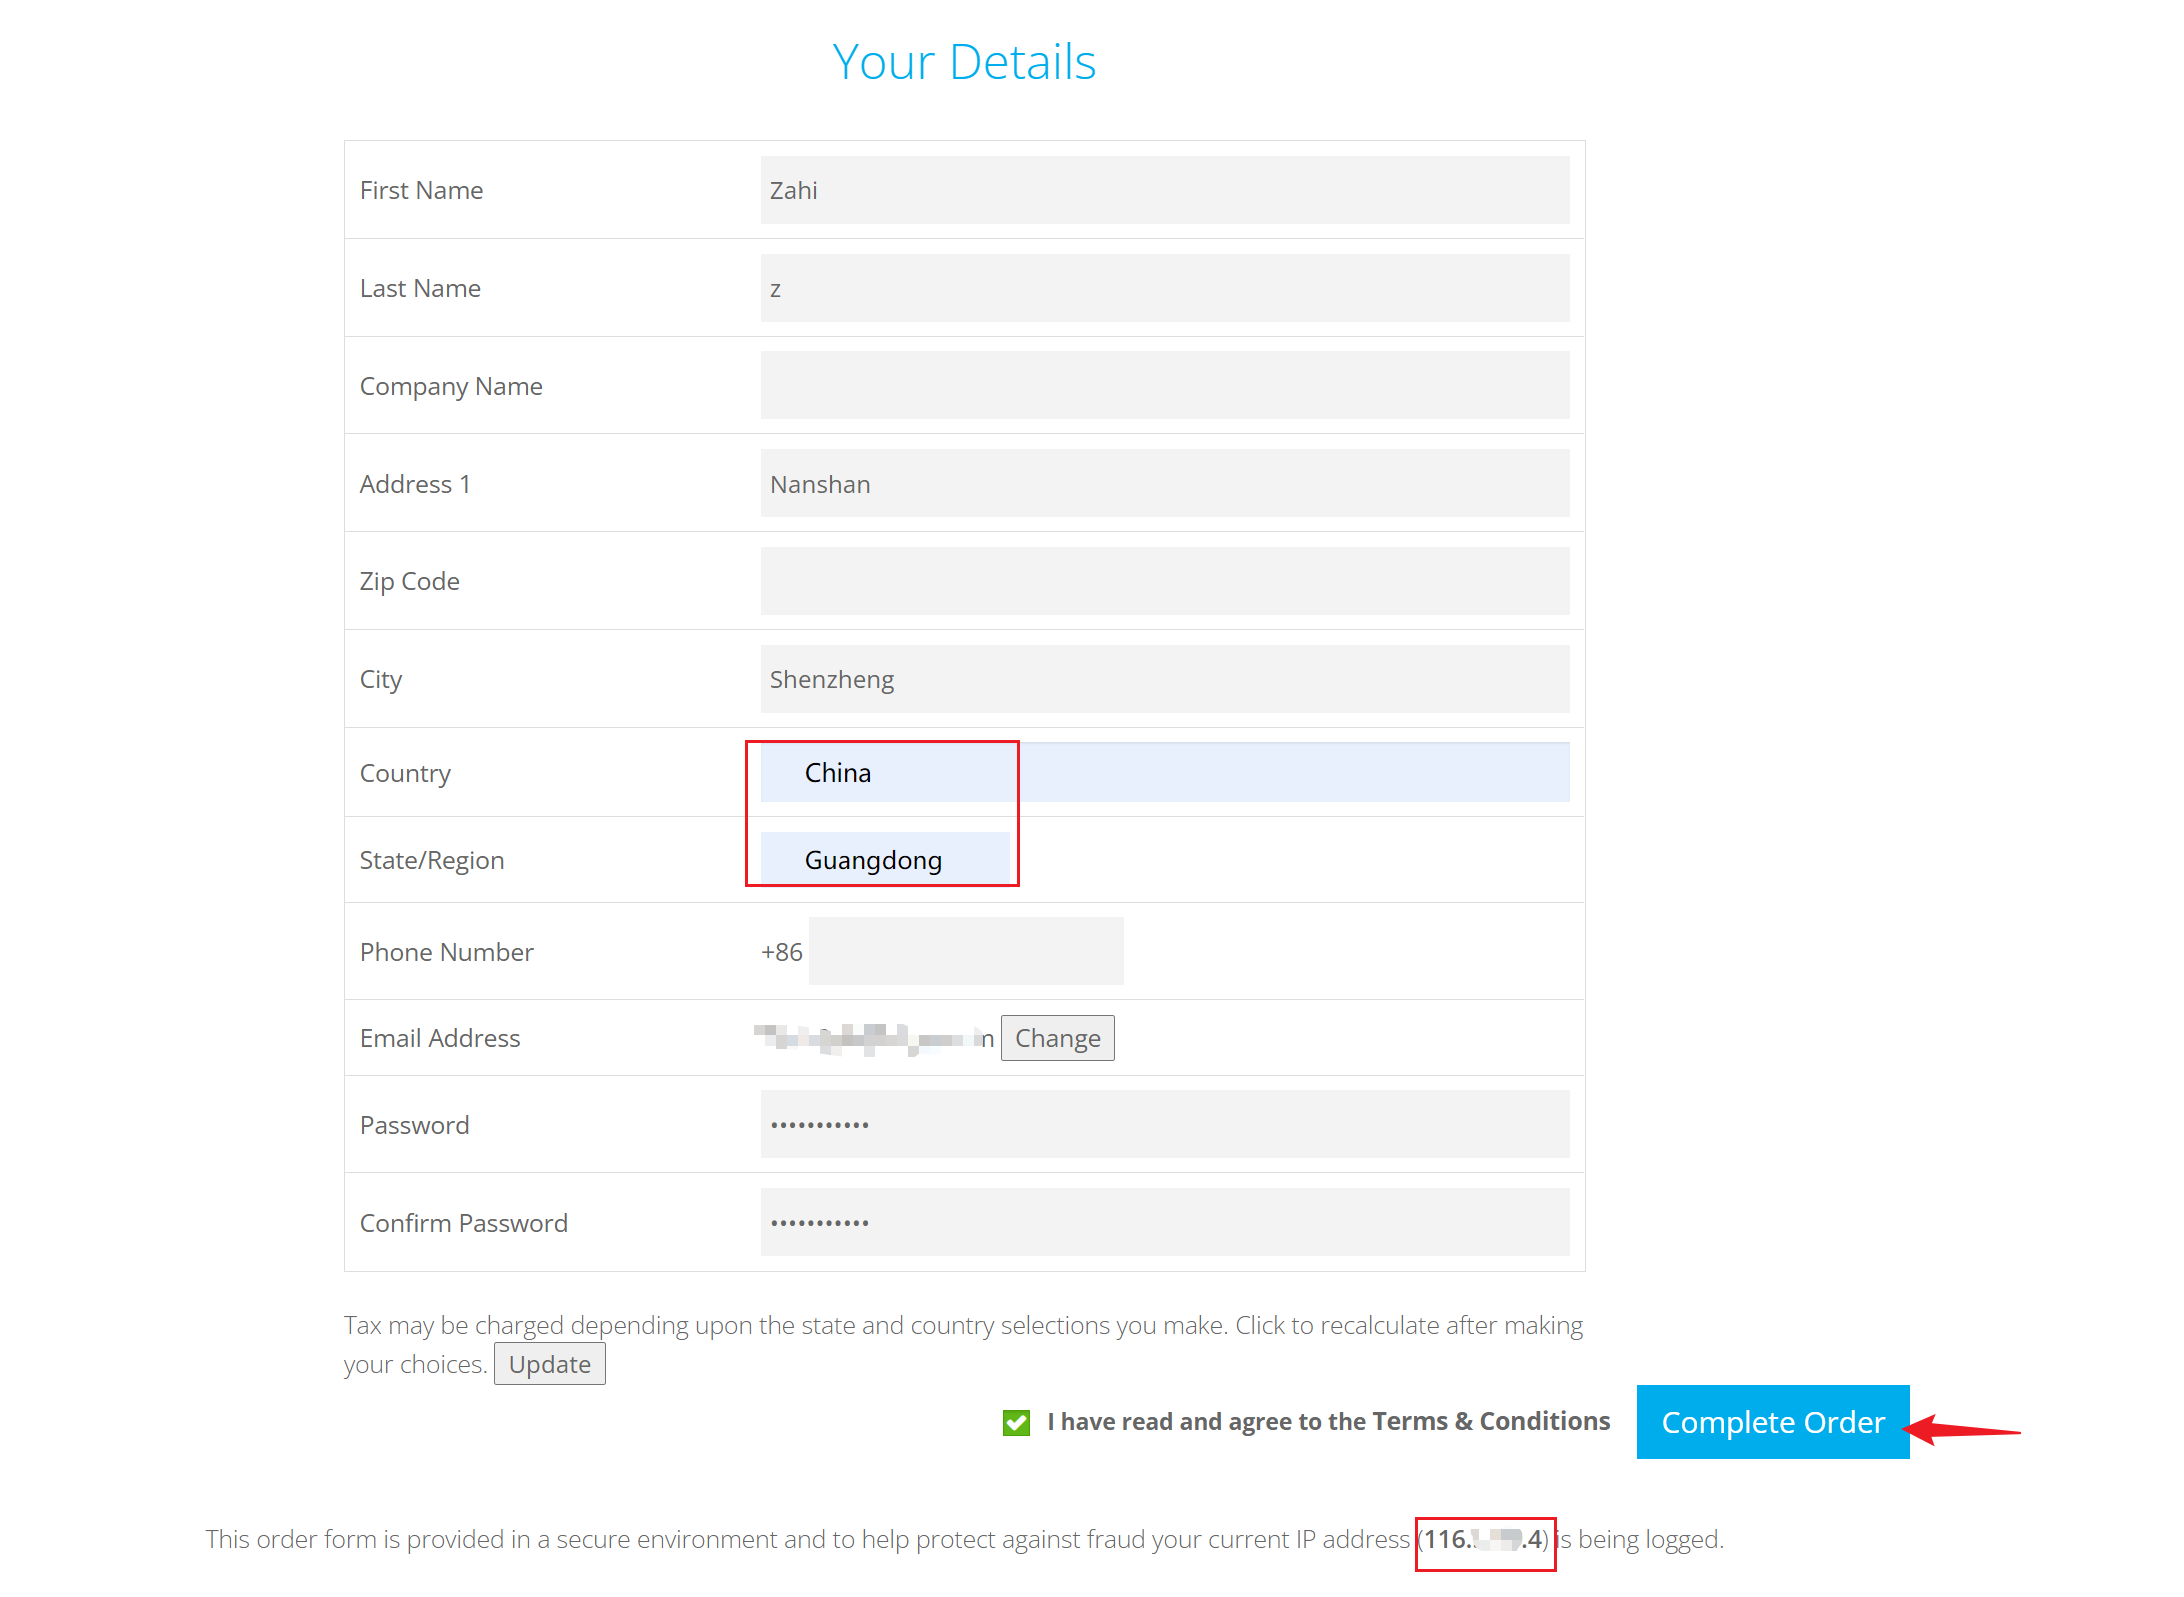 Your Details
First Name Zahi
Last Name z
Company Name
Address 1 Nanshan
Zip Code
City Shenzheng
Country China
State/Region Guangdong
Phone Number +86
Email Address n Change
Password •••••••••••
Confirm Password •••••••••••
Tax may be charged depending upon the state and country selections you make. Click to recalculate after making
your choices. Update
I have read and agree to the Terms & Conditions Complete Order
This order form is provided in a secure environment and to help protect against fraud your current IP address (116. .4) is being logged.